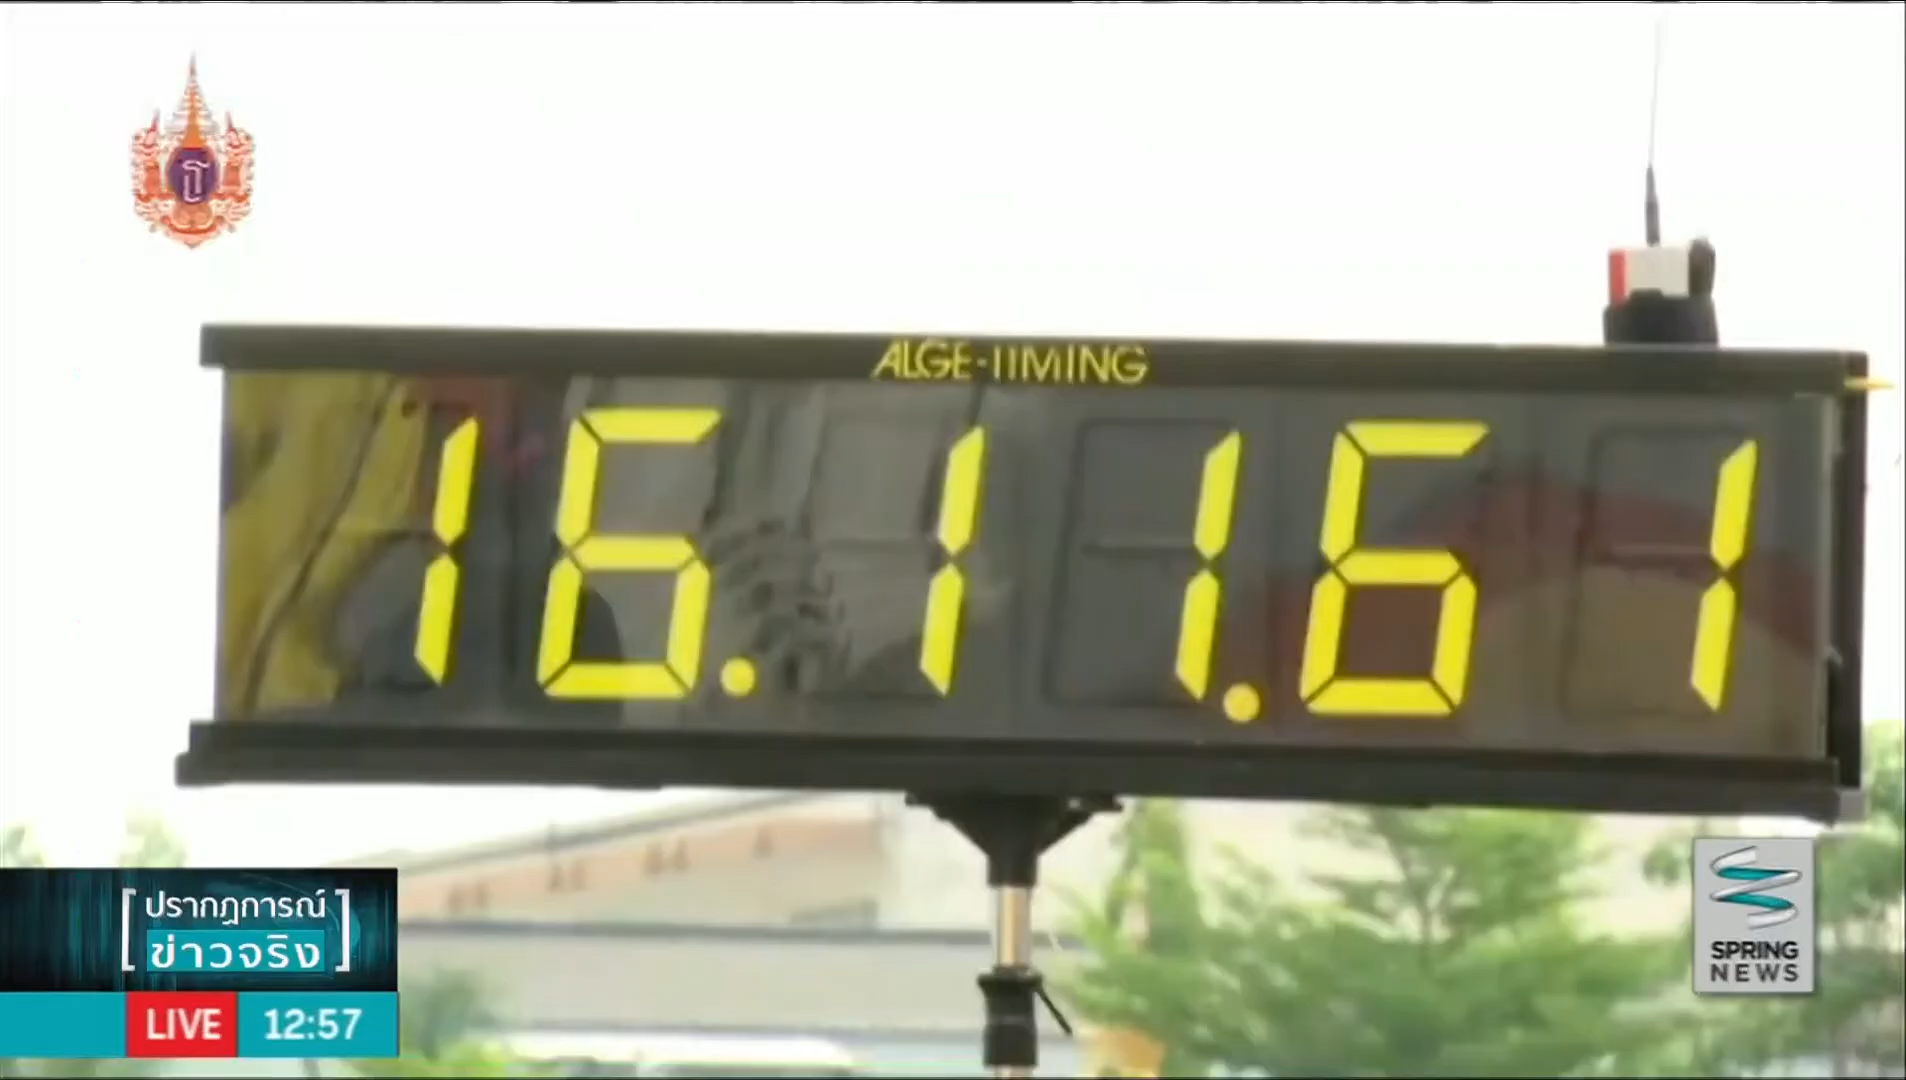 ALGE-TIMING
16.11.61
[ปรากฏการณ์
ข่าวจริง]
LIVE 12:57
SPRING
NEWS